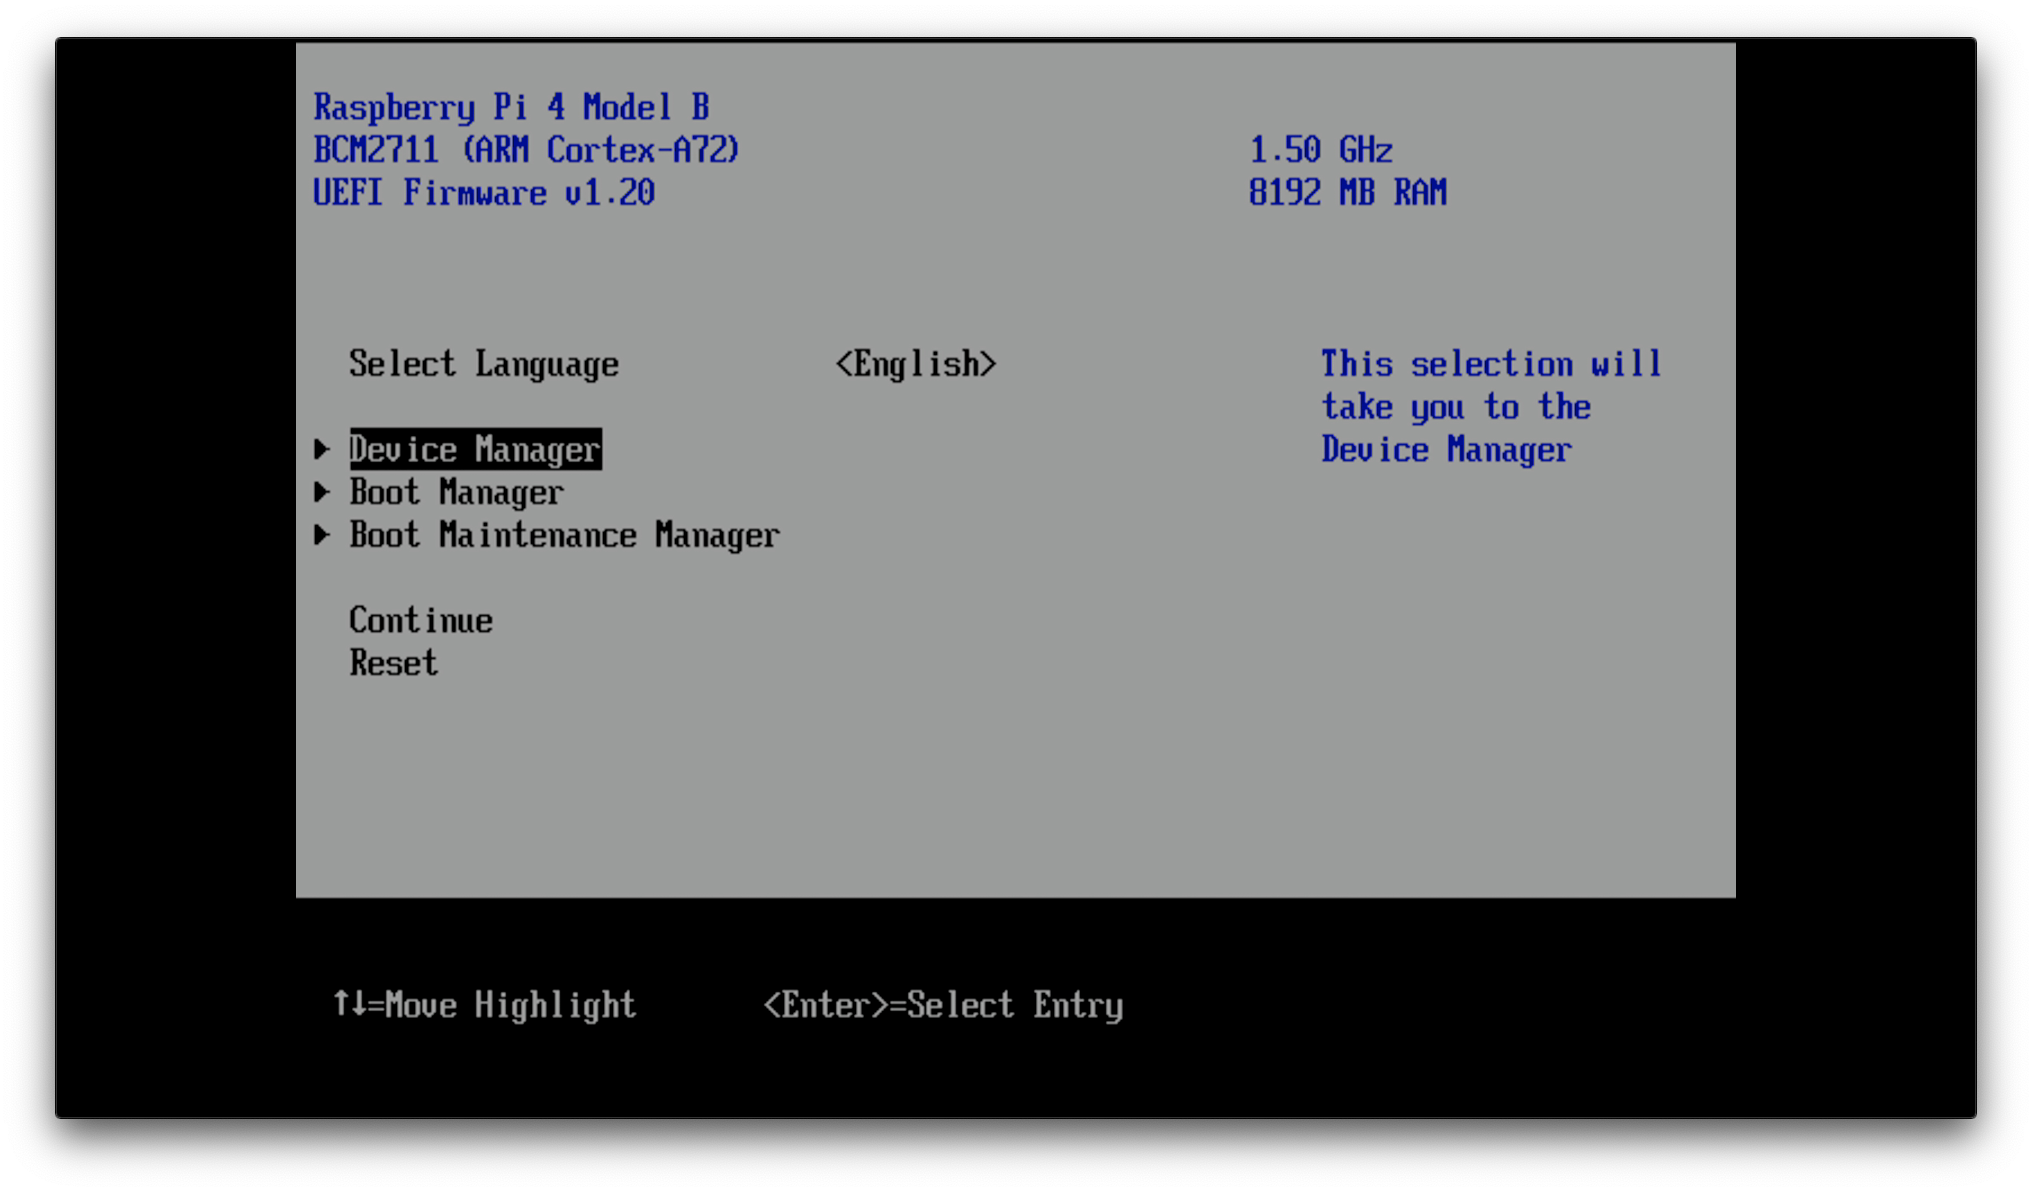 Raspberry Pi 4 Model B
BCM2711 (ARM Cortex-A72) 1.50 GHz
UEFI Firmware v1.20 8192 MB RAM
Select Language <English> This selection will
take you to the
Device Manager Device Manager
Boot Manager
Boot Maintenance Manager
Continue
Reset
↑↓=Move Highlight <Enter>=Select Entry